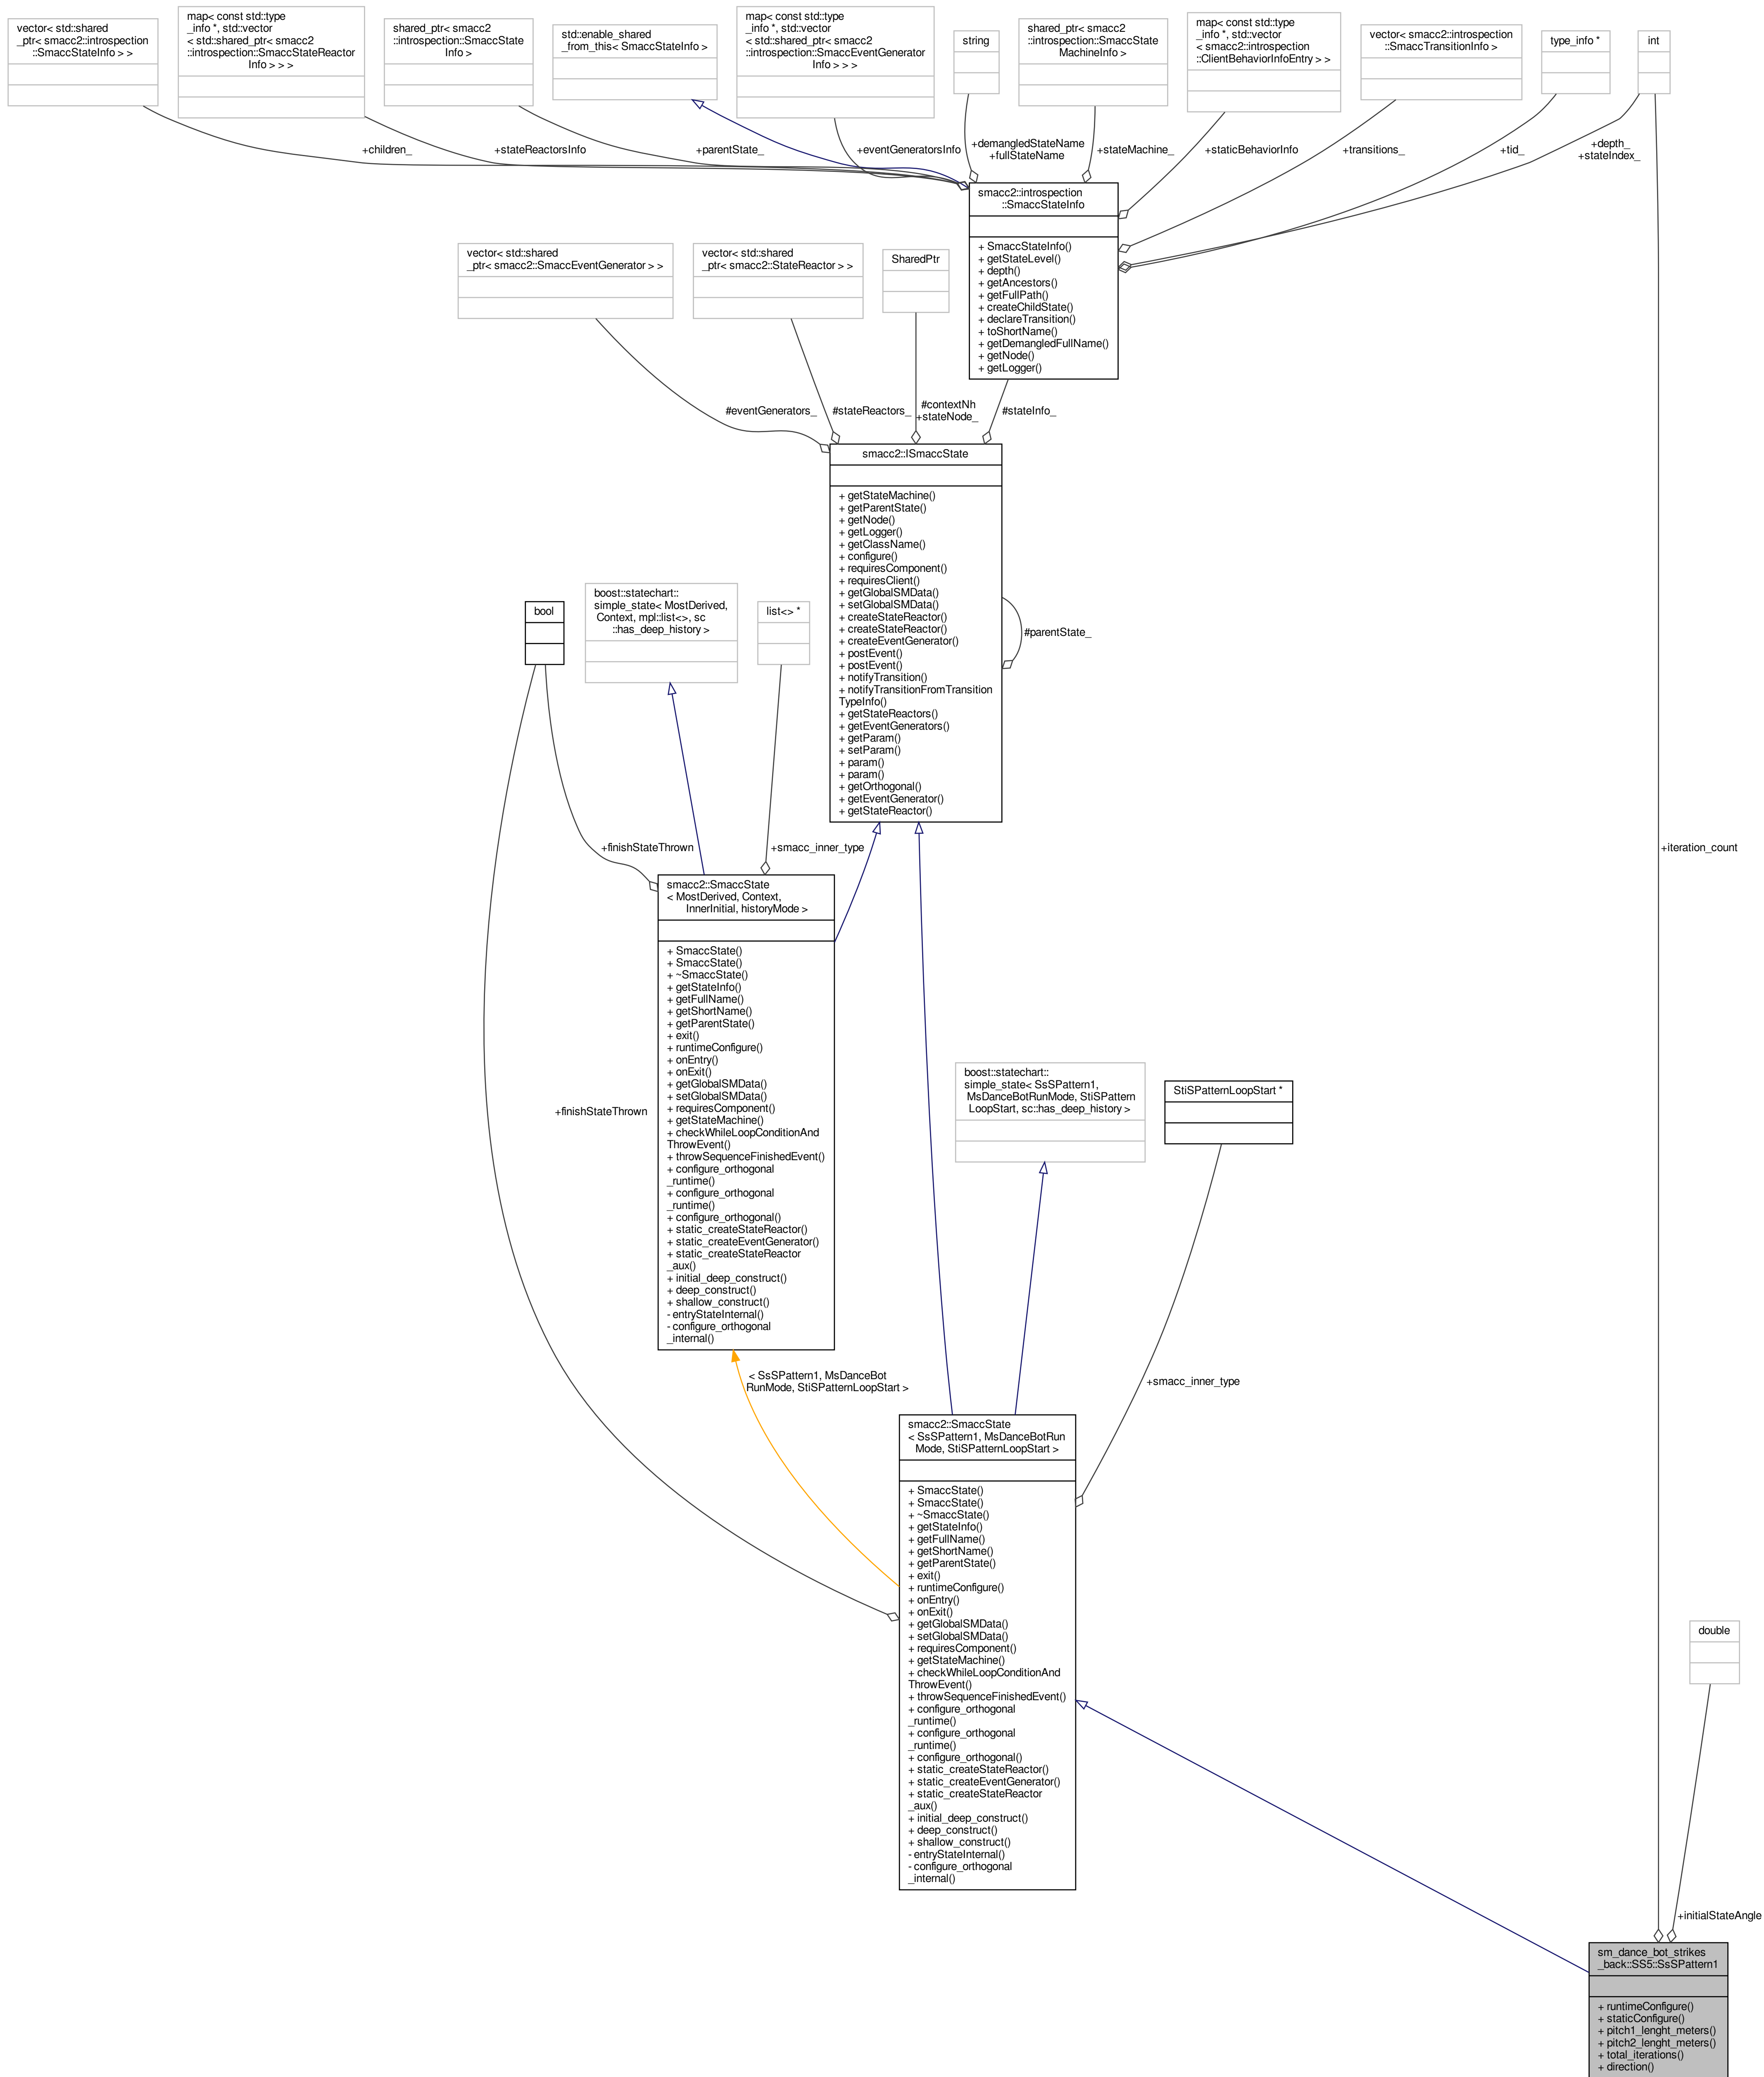 vector< std::shared
_ptr< smacc2::introspection
::SmaccStateInfo > >
map< const std::type
_info *, std::vector
< std::shared_ptr< smacc2
::introspection::SmaccStateReactor
Info > > >
shared_ptr< smacc2
::introspection::SmaccState
Info >
std::enable_shared
_from_this< SmaccStateInfo >
map< const std::type
_info *, std::vector
< std::shared_ptr< smacc2
::introspection::SmaccEventGenerator
Info > > >
string
shared_ptr< smacc2
::introspection::SmaccState
MachineInfo >
map< const std::type
_info *, std::vector
< smacc2::introspection
::ClientBehaviorInfoEntry > >
vector< smacc2::introspection
::SmaccTransitionInfo >
type_info *
int
+children_
+stateReactorsInfo
+parentState_
+eventGeneratorsInfo
+demangledStateName
+fullStateName
+stateMachine_
+staticBehaviorInfo
+transitions_
+tid_
+depth_
+stateIndex_
smacc2::introspection
::SmaccStateInfo
+ SmaccStateInfo()
+ getStateLevel()
+ depth()
+ getAncestors()
+ getFullPath()
+ createChildState()
+ declareTransition()
+ toShortName()
+ getDemangledFullName()
+ getNode()
+ getLogger()
vector< std::shared
_ptr< smacc2::SmaccEventGenerator > >
vector< std::shared
_ptr< smacc2::StateReactor > >
SharedPtr
#eventGenerators_
#stateReactors_
#contextNh
+stateNode_
#stateInfo_
smacc2::ISmaccState
+ getStateMachine()
+ getParentState()
+ getNode()
+ getLogger()
+ getClassName()
+ configure()
+ requiresComponent()
+ requiresClient()
+ getGlobalSMData()
+ setGlobalSMData()
+ createStateReactor()
+ createStateReactor()
+ createEventGenerator()
+ postEvent()
+ postEvent()
+ notifyTransition()
+ notifyTransitionFromTransition
TypeInfo()
+ getStateReactors()
+ getEventGenerators()
+ getParam()
+ setParam()
+ param()
+ param()
+ getOrthogonal()
+ getEventGenerator()
+ getStateReactor()
#parentState_
bool
boost::statechart::
simple_state< MostDerived,
Context, mpl::list<>, sc
::has_deep_history >
list<> *
+finishStateThrown
+smacc_inner_type
+iteration_count
smacc2::SmaccState
< MostDerived, Context,
InnerInitial, historyMode >
+ SmaccState()
+ SmaccState()
+ ~SmaccState()
+ getStateInfo()
+ getFullName()
+ getShortName()
+ getParentState()
+ exit()
+ runtimeConfigure()
+ onEntry()
+ onExit()
+ getGlobalSMData()
+ setGlobalSMData()
+ requiresComponent()
+ getStateMachine()
+ checkWhileLoopConditionAnd
ThrowEvent()
+ throwSequenceFinishedEvent()
+ configure_orthogonal
_runtime()
+ configure_orthogonal
_runtime()
+ configure_orthogonal()
+ static_createStateReactor()
+ static_createEventGenerator()
+ static_createStateReactor
_aux()
+ initial_deep_construct()
+ deep_construct()
+ shallow_construct()
- entryStateInternal()
- configure_orthogonal
_internal()
+finishStateThrown
boost::statechart::
simple_state< SsSPattern1,
MsDanceBotRunMode, StiSPattern
LoopStart, sc::has_deep_history >
StiSPatternLoopStart *
< SsSPattern1, MsDanceBot
RunMode, StiSPatternLoopStart >
+smacc_inner_type
smacc2::SmaccState
< SsSPattern1, MsDanceBotRun
Mode, StiSPatternLoopStart >
+ SmaccState()
+ SmaccState()
+ ~SmaccState()
+ getStateInfo()
+ getFullName()
+ getShortName()
+ getParentState()
+ exit()
+ runtimeConfigure()
+ onEntry()
+ onExit()
+ getGlobalSMData()
+ setGlobalSMData()
+ requiresComponent()
+ getStateMachine()
+ checkWhileLoopConditionAnd
ThrowEvent()
+ throwSequenceFinishedEvent()
+ configure_orthogonal
_runtime()
+ configure_orthogonal
_runtime()
+ configure_orthogonal()
+ static_createStateReactor()
+ static_createEventGenerator()
+ static_createStateReactor
_aux()
+ initial_deep_construct()
+ deep_construct()
+ shallow_construct()
- entryStateInternal()
- configure_orthogonal
_internal()
double
+initialStateAngle
sm_dance_bot_strikes
_back::SS5::SsSPattern1
+ runtimeConfigure()
+ staticConfigure()
+ pitch1_lenght_meters()
+ pitch2_lenght_meters()
+ total_iterations()
+ direction()